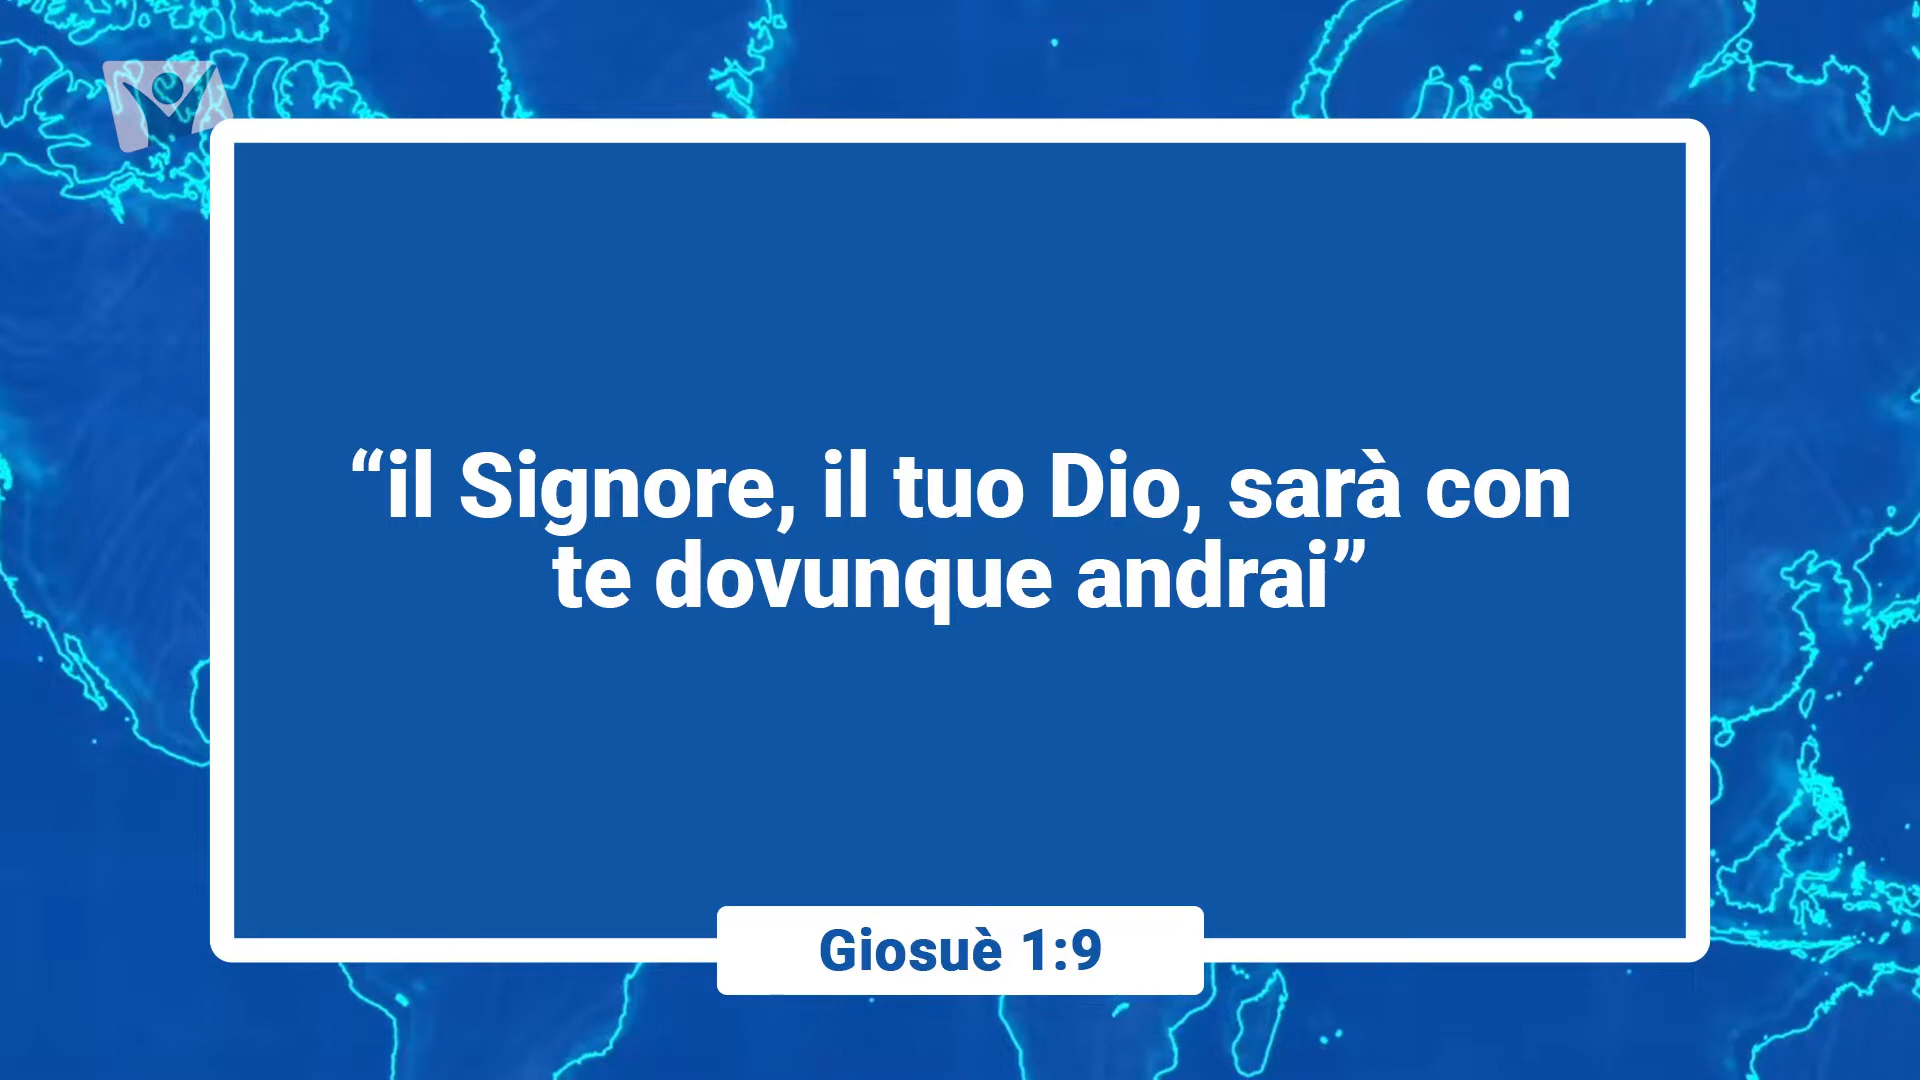 “il Signore, il tuo Dio, sarà con
te dovunque andrai”
Giosuè 1:9